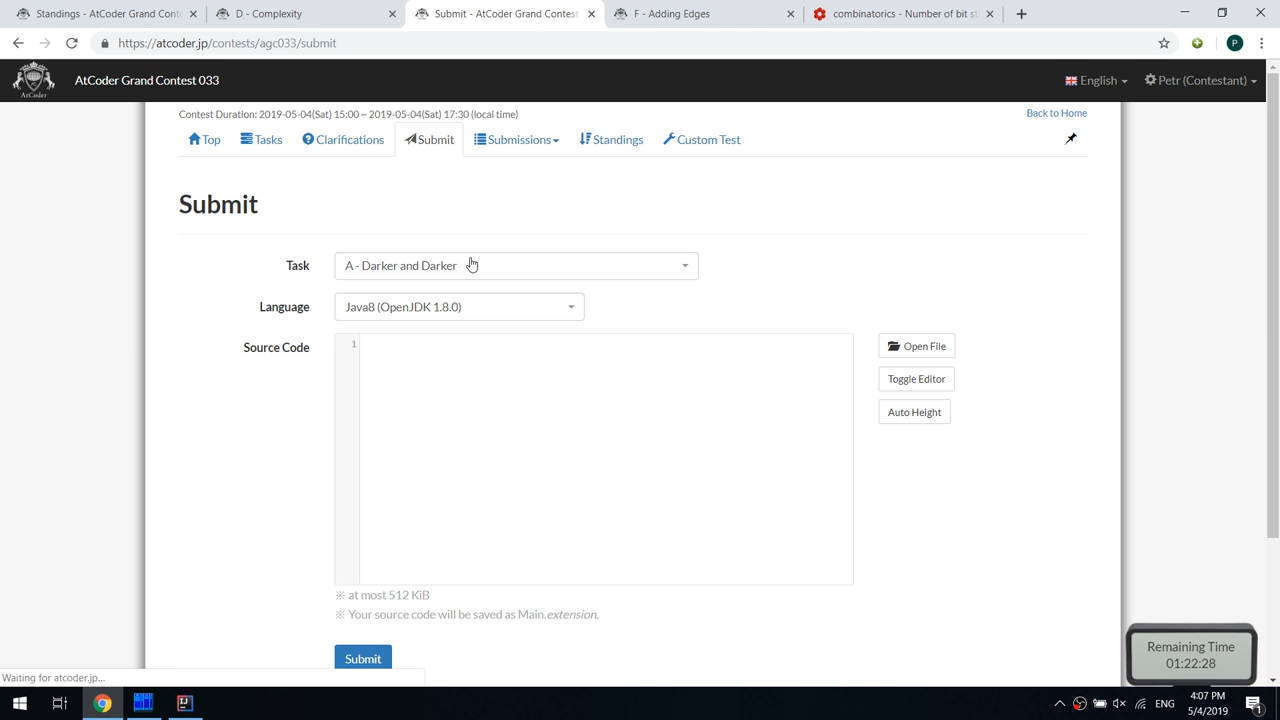 Standings - AtCoder Grand Cont
D - Complexity
Submit - AtCoder Grand Contest
F - Adding Edges
combinatorics - Number of bit st
https://atcoder.jp/contests/agc033/submit
AtCoder
AtCoder Grand Contest 033
English
Petr (Contestant)
Contest Duration: 2019-05-04(Sat) 15:00 ~ 2019-05-04(Sat) 17:30 (local time)
Back to Home
Top
Tasks
Clarifications
Submit
Submissions
Standings
Custom Test
Submit
Task
A - Darker and Darker
Language
Java8 (OpenJDK 1.8.0)
Source Code
1
Open File
Toggle Editor
Auto Height
※ at most 512 KiB
※ Your source code will be saved as Main.extension.
Submit
Remaining Time
01:22:28
Waiting for atcoder.jp...
ENG
4:07 PM
5/4/2019